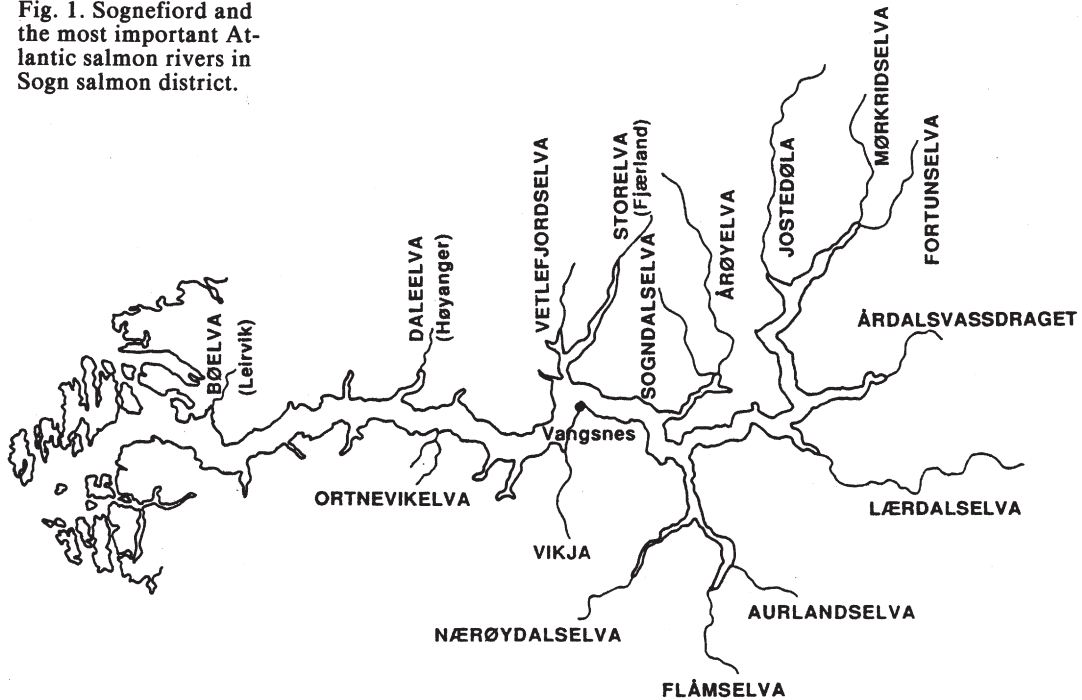 Fig. 1. Sognefiord and
the most important At-
lantic salmon rivers in
Sogn salmon district.
MØRKRIDSELVA
FORTUNSELVA
JOSTEDØLA
STORELVA
(Fjærland)
VETLEFJORDSELVA
ÅRØYELVA
SOGNDALSELVA
DALEELVA
(Høyanger)
BØELVA
(Leirvik)
ÅRDALSVASSDRAGET
Vangsnes
ORTNEVIKELVA
LÆRDALSELVA
VIKJA
AURLANDSELVA
NÆRØYDALSELVA
FLÅMSELVA